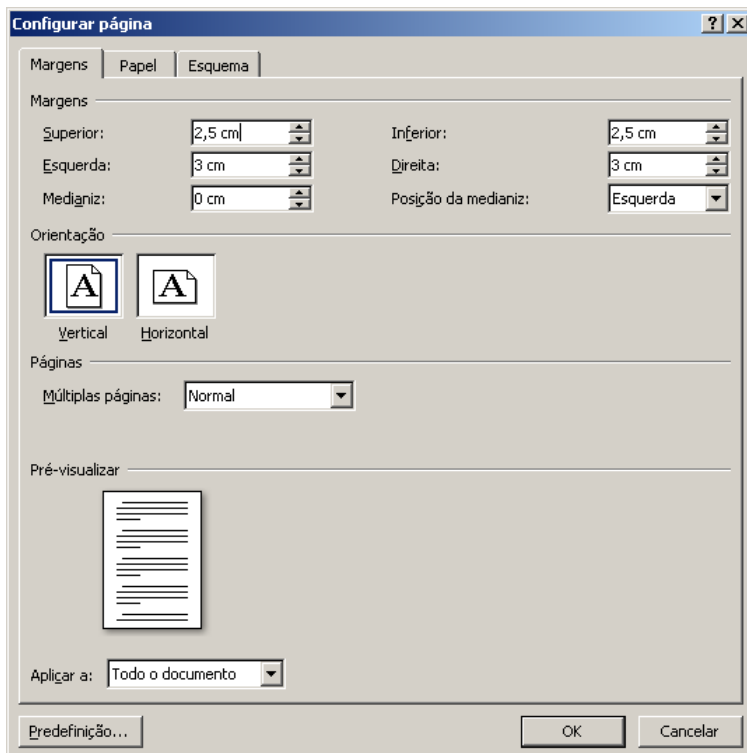 Configurar página
Margens Papel Esquema
Margens
Superior: 2,5 cm Inferior: 2,5 cm
Esquerda: 3 cm Direita: 3 cm
Medianiz: 0 cm Posição da medianiz: Esquerda
Orientação
A A
Vertical Horizontal
Páginas
Múltiplas páginas: Normal
Pré-visualizar
Aplicar a: Todo o documento
Predefinição... OK Cancelar